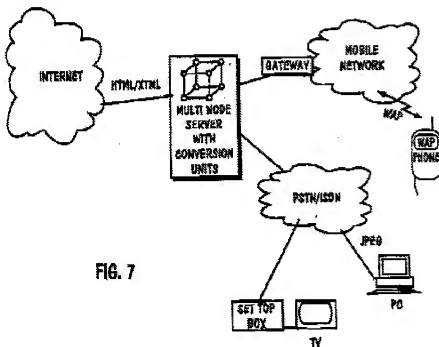 INTERNET
HTML/XTML
MULTI NODE
SERVER
WITH
CONVERSION
UNITS
GATEWAY
MOBILE
NETWORK
WAP
WAP
PHONE
PSTN/ISDN
JPEG
PC
SET TOP
BOX
TV
FIG. 7